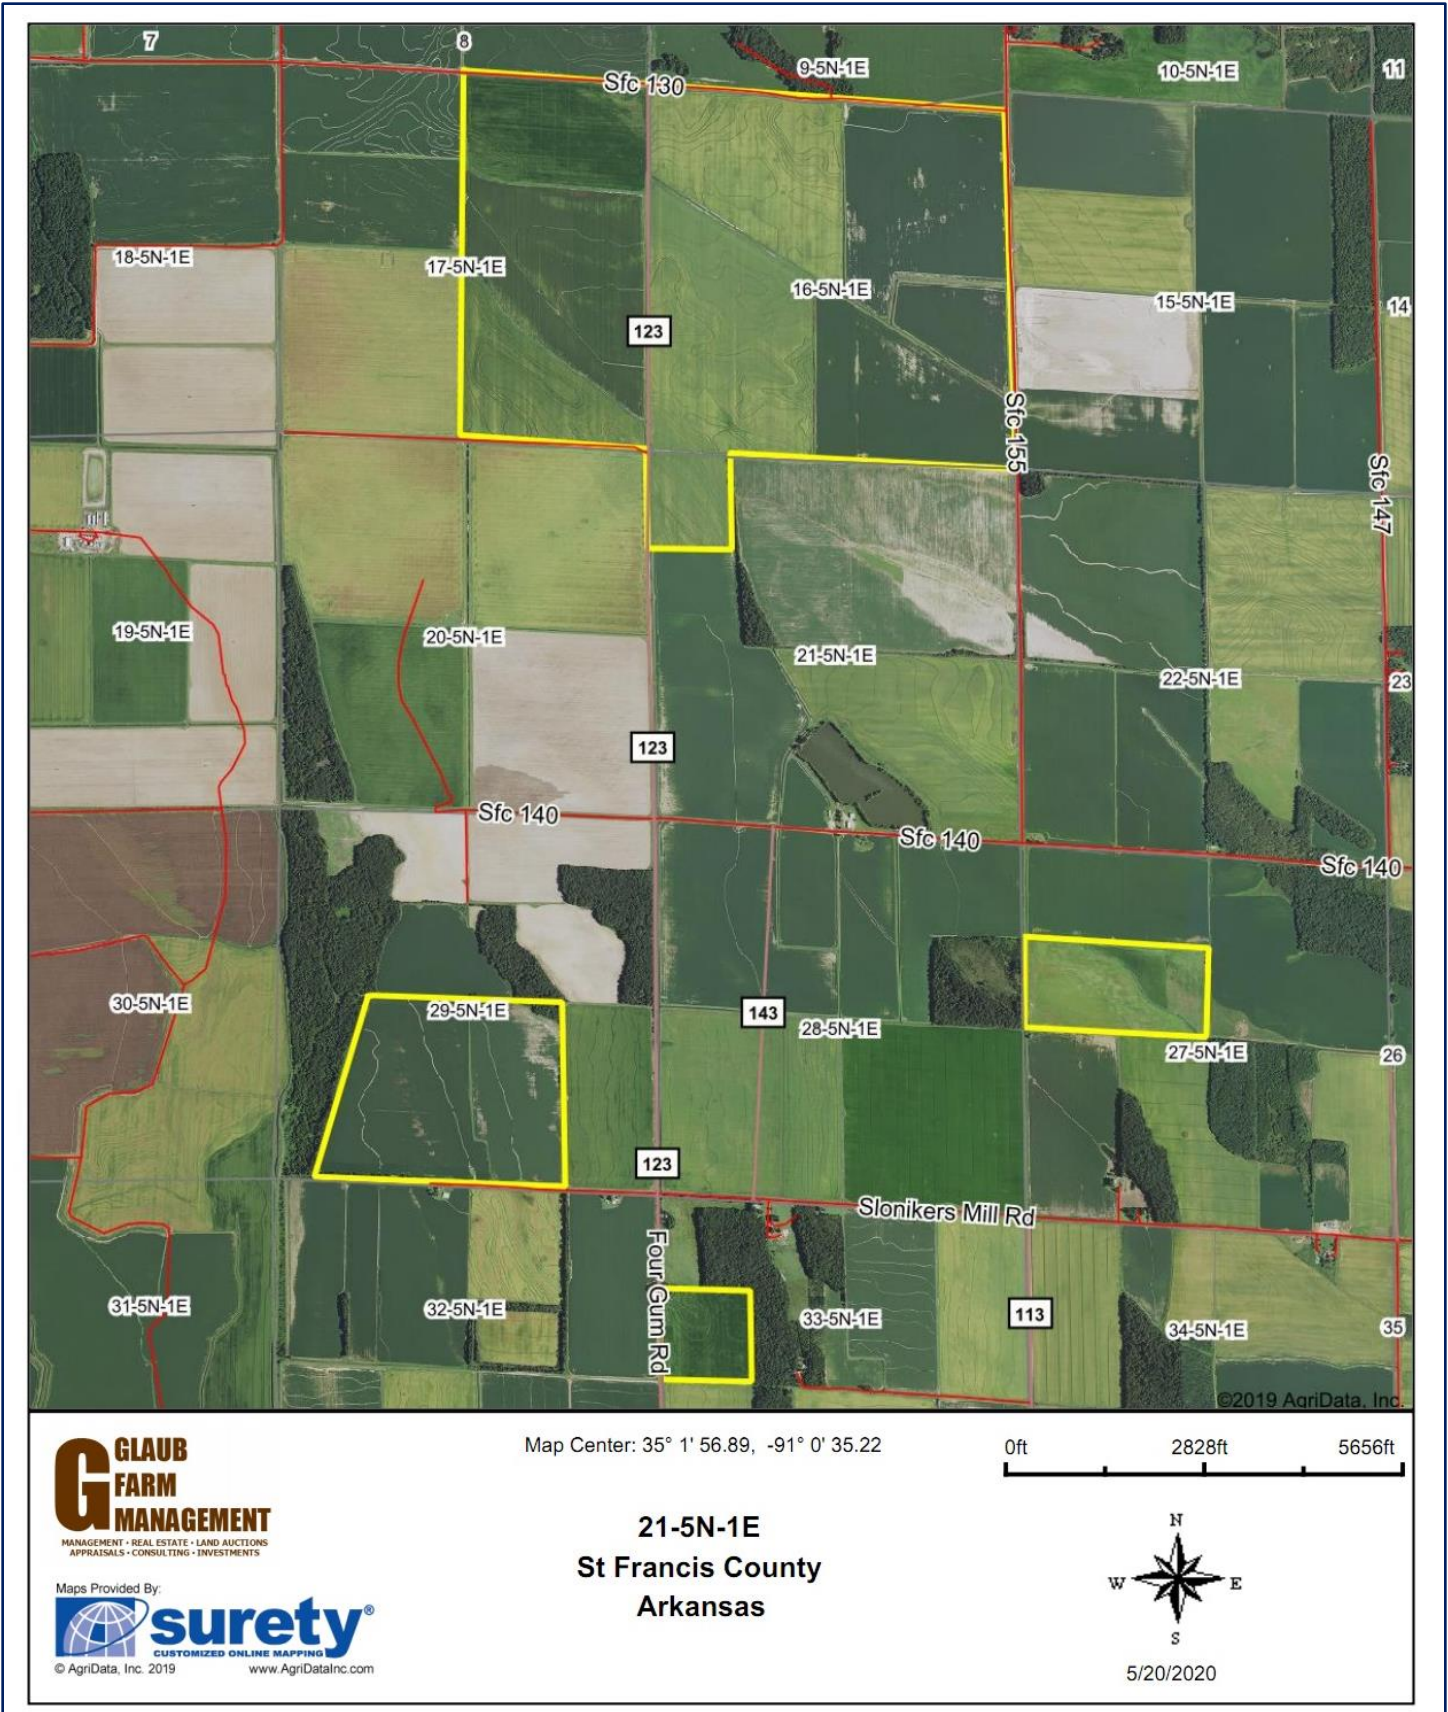 7
8
9-5N-1E
10-5N-1E
11
Sfc 130
18-5N-1E
17-5N-1E
16-5N-1E
15-5N-1E
14
123
Sfc 155
Sfc 147
19-5N-1E
20-5N-1E
21-5N-1E
22-5N-1E
23
123
Sfc 140
Sfc 140
Sfc 140
30-5N-1E
29-5N-1E
143
28-5N-1E
27-5N-1E
26
123
Slonikers Mill Rd
Four Gum Rd
31-5N-1E
32-5N-1E
33-5N-1E
113
34-5N-1E
35
©2019 AgriData, Inc.
G
GLAUB
FARM
MANAGEMENT
MANAGEMENT • REAL ESTATE • LAND AUCTIONS
APPRAISALS • CONSULTING • INVESTMENTS
Maps Provided By:
surety®
CUSTOMIZED ONLINE MAPPING
© AgriData, Inc. 2019 www.AgriDataInc.com
Map Center: 35° 1' 56.89, -91° 0' 35.22
21-5N-1E
St Francis County
Arkansas
0ft 2828ft 5656ft
N
W E
S
5/20/2020